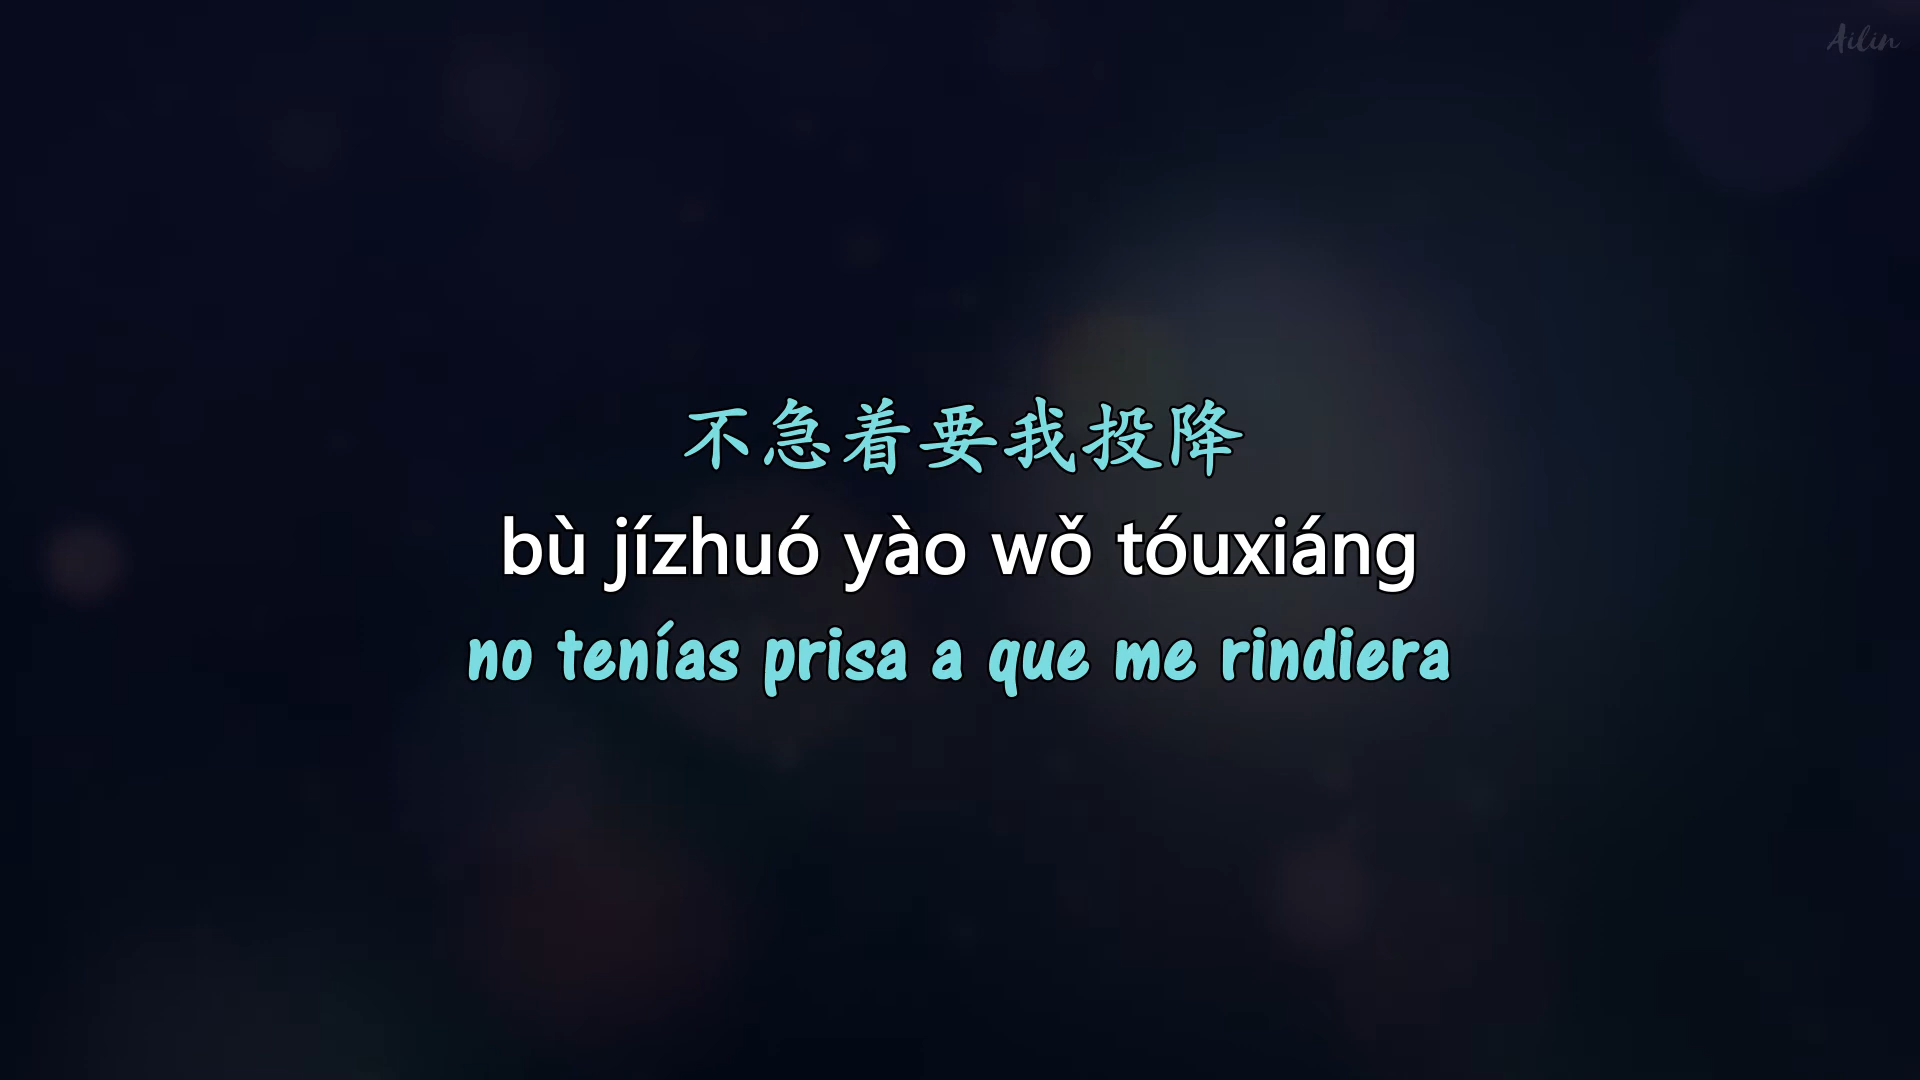 Ailin
不急着要我投降
bù jízhuó yào wǒ tóuxiáng
no tenías prisa a que me rindiera